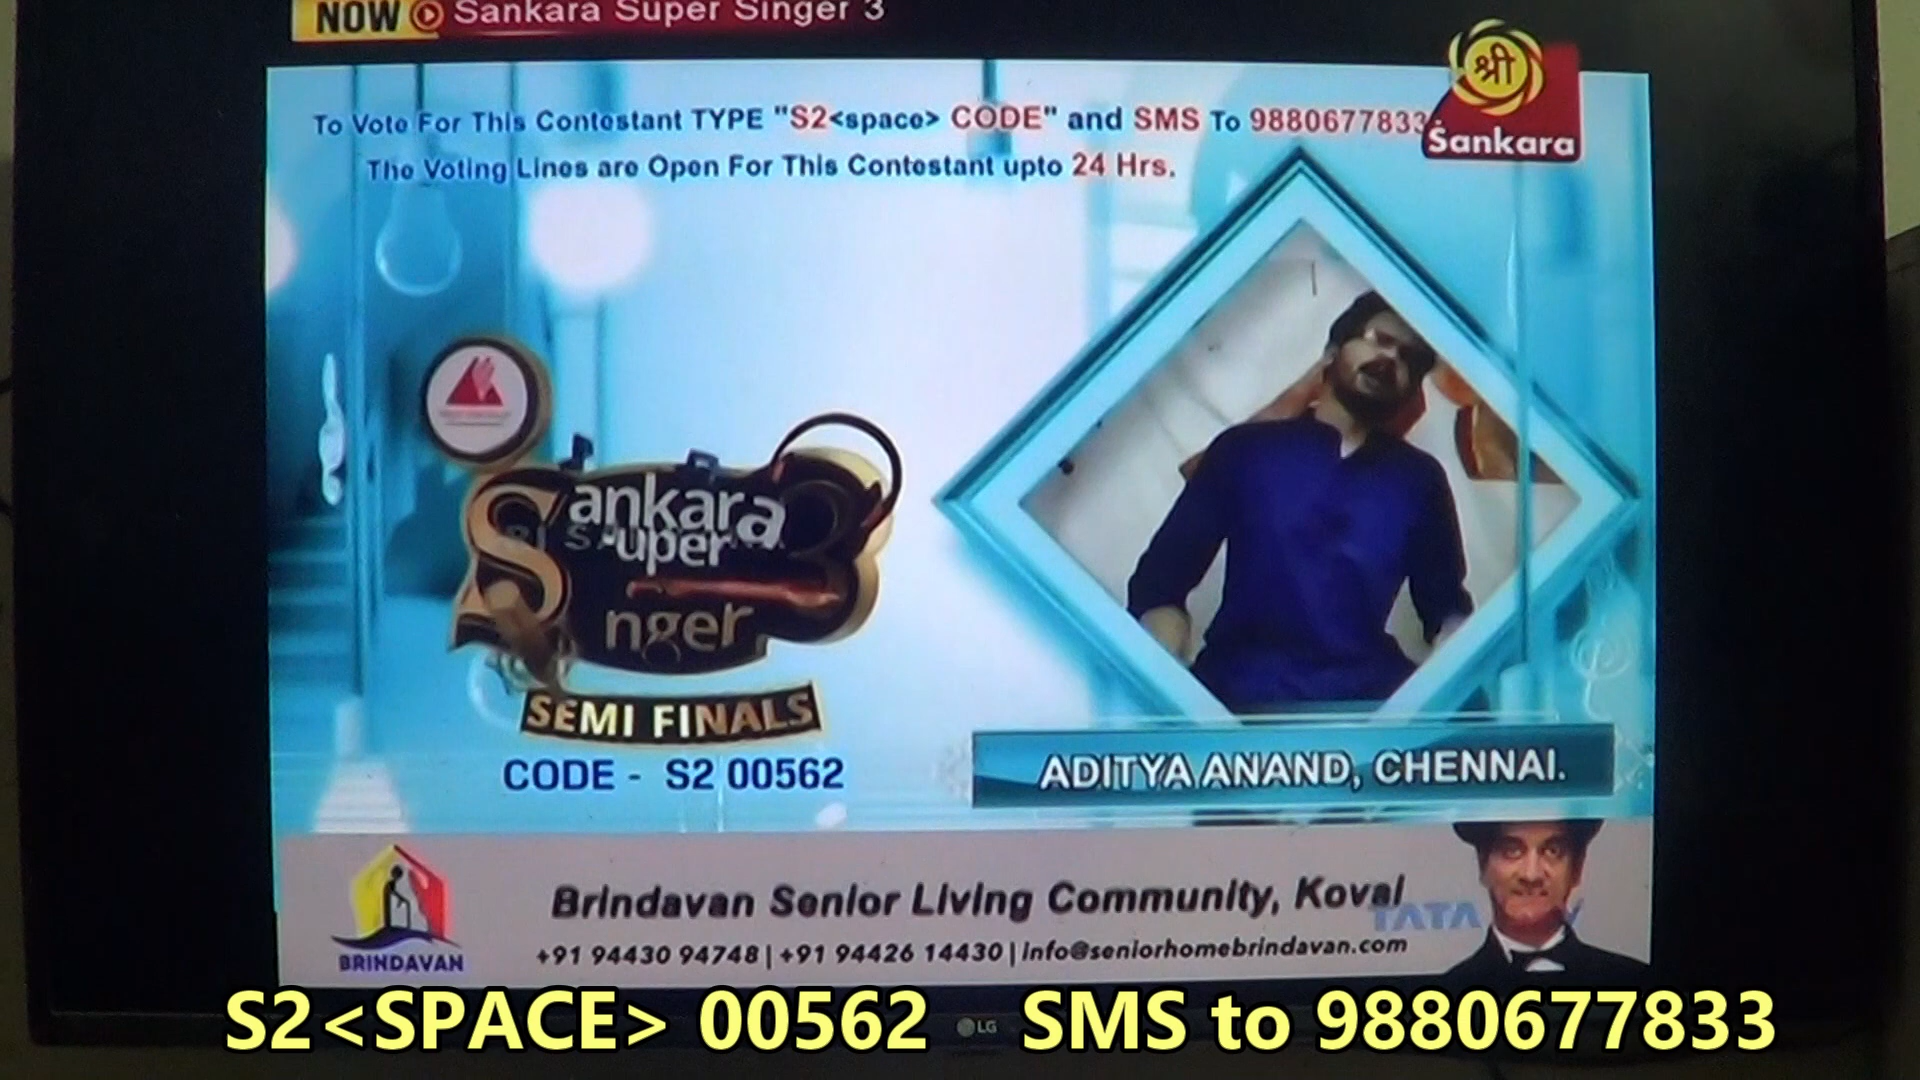 NOW Sankara Super Singer 3
श्री
Sankara
To Vote For This Contestant TYPE "S2<space> CODE" and SMS To 9880677833.
The Voting Lines are Open For This Contestant upto 24 Hrs.
Sankara
Super
nger
3
SEMI FINALS
CODE - S2 00562
ADITYA ANAND, CHENNAI.
Brindavan Senior Living Community, Kovai
TATA
BRINDAVAN
+91 94430 94748 | +91 94426 14430 | info@seniorhomebrindavan.com
LG
S2<SPACE> 00562 SMS to 9880677833